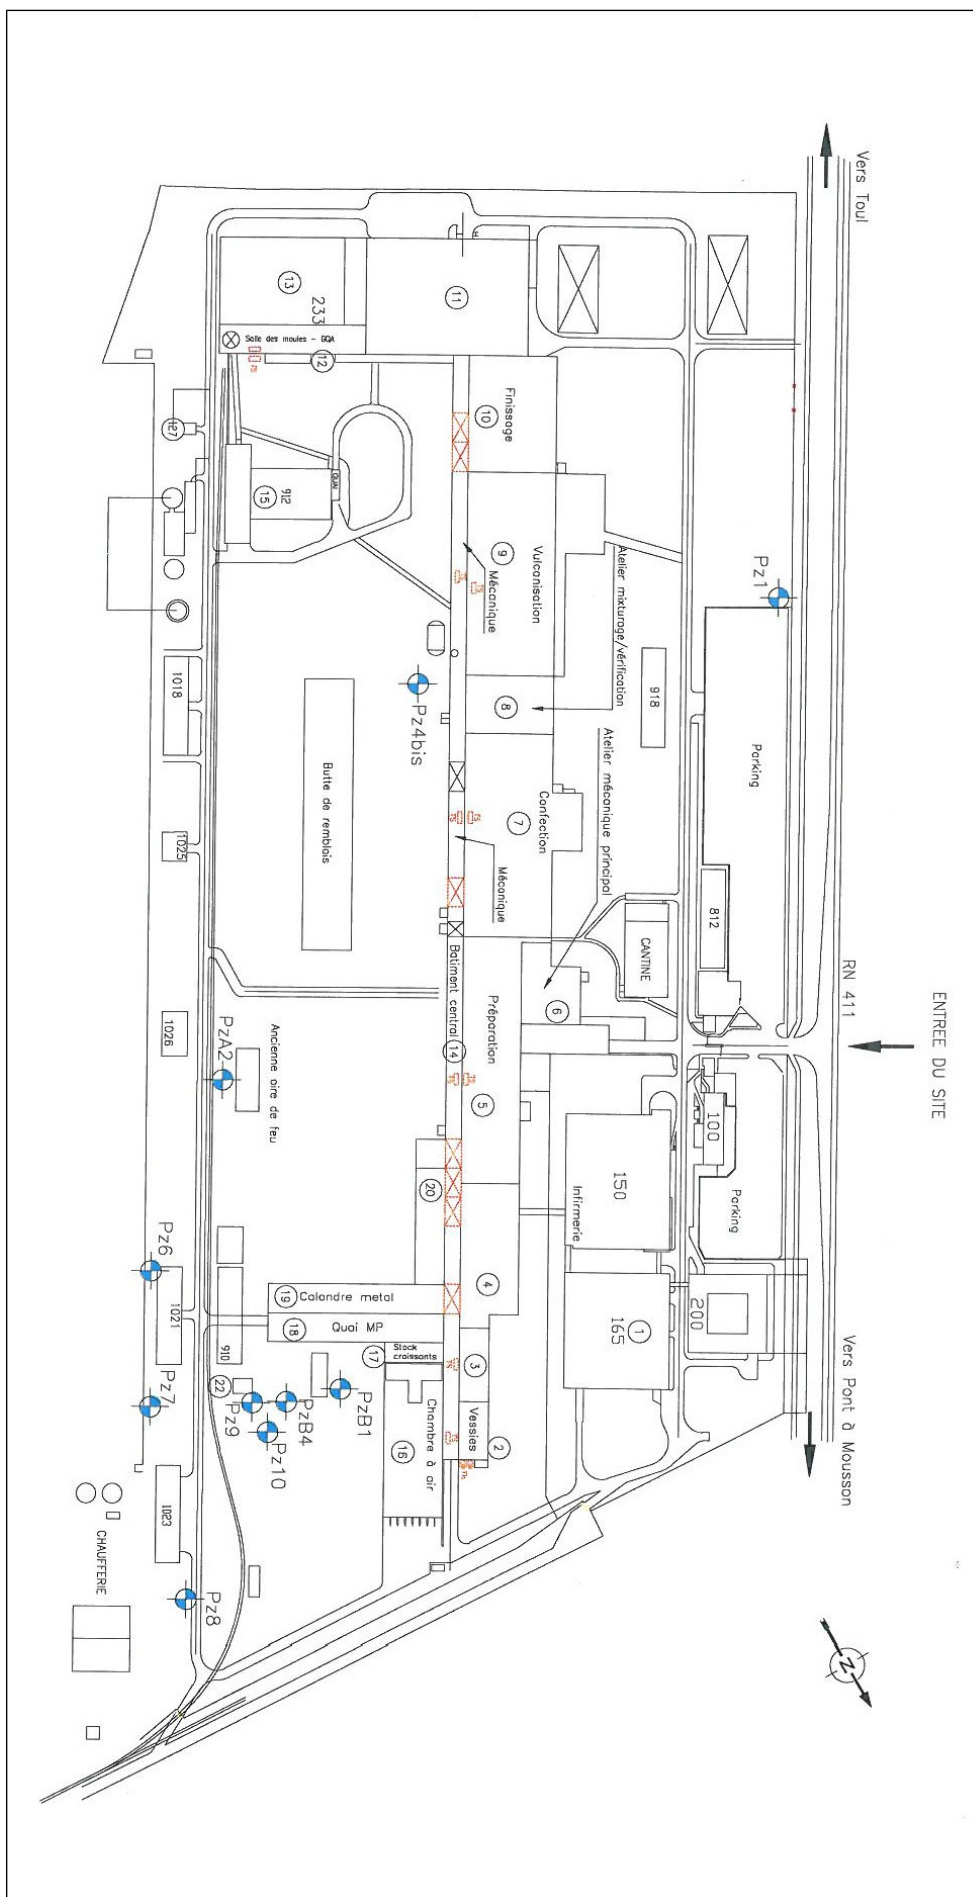 Vers Toul
RN 411
ENTREE DU SITE
Vers Pont à Mousson
13
233
11
Salle des moules - GQA
12
Finissage
10
127
912
15
QUAI
Vulcanisation
9
Mécanique
Atelier mixturage/vérification
8
918
Pz1
Parking
Pz4bis
1018
Butte de remblais
Confection
7
Mécanique
Atelier mécanique principal
812
CANTINE
1025
Batiment central
14
Préparation
6
5
1026
PzA2
Ancienne aire de feu
100
Parking
150
Infirmerie
20
4
200
165
1
Pz6
1021
19
Calandre metal
18
Quai MP
17
Stock
croissants
3
910
22
Pz7
Pz9
PzB4
PzB1
Pz10
Chambre à air
16
Vessies
2
1023
CHAUFFERIE
Pz8
N